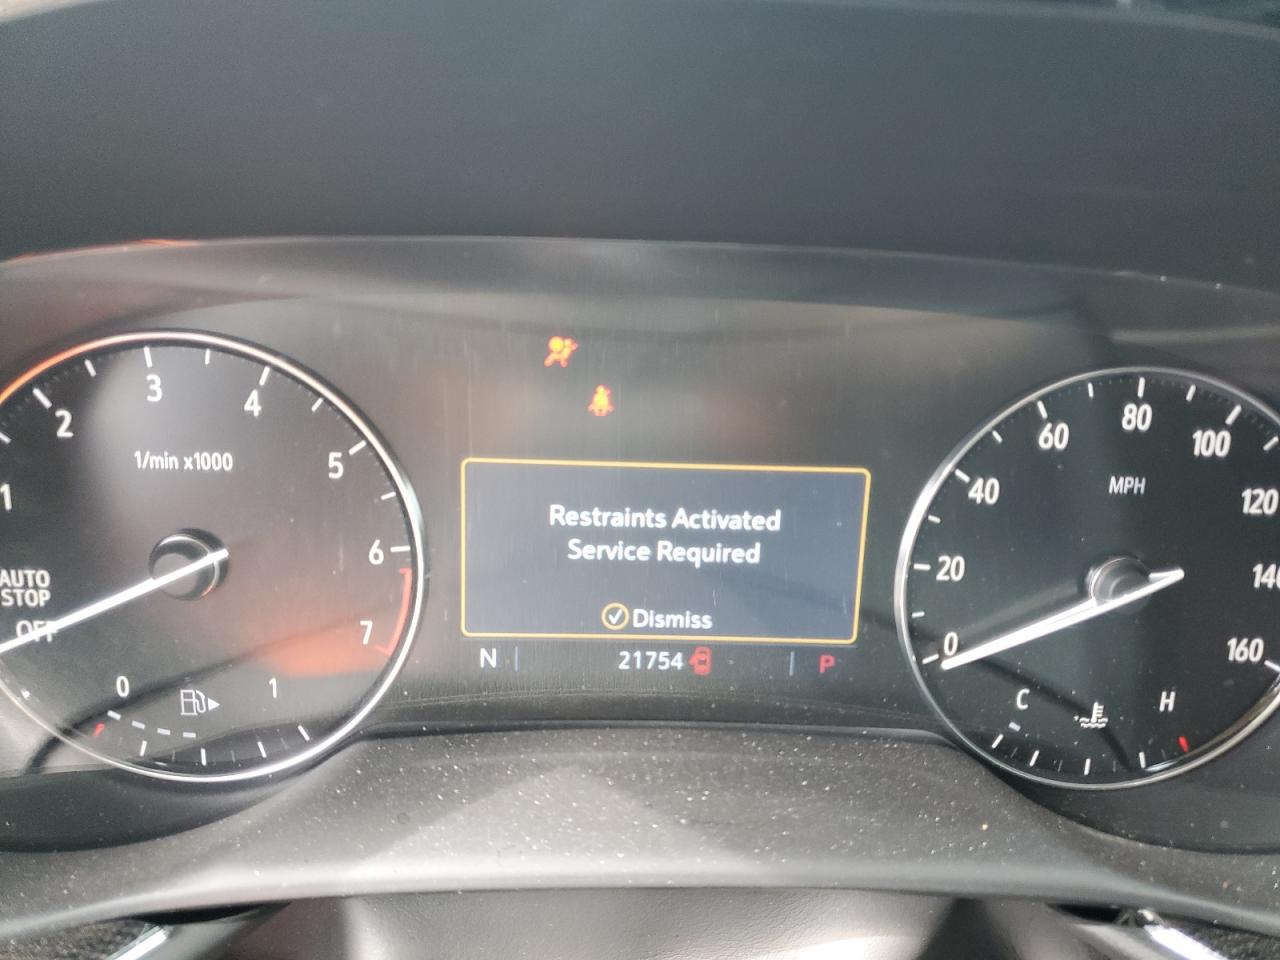 1
2
3
4
5
6
7
1/min x1000
AUTO
STOP
OFF
0
1
Restraints Activated
Service Required
Dismiss
N
21754
P
0
20
40
60
80
100
120
140
160
MPH
C
H